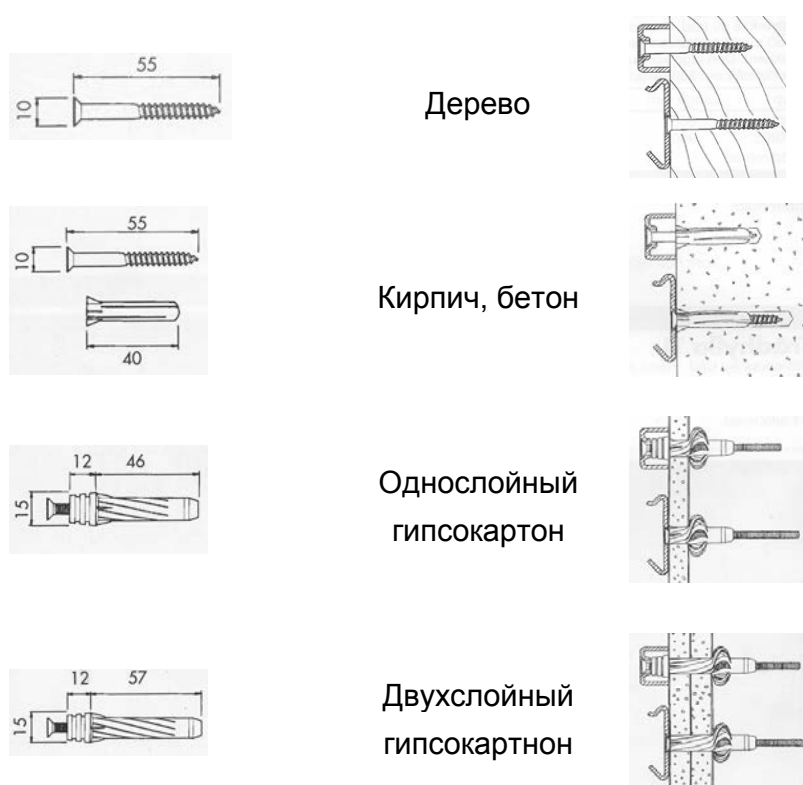 55
10
Дерево
55
10
40
Кирпич, бетон
12 46
15
Однослойный
гипсокартон
12 57
15
Двухслойный
гипсокартнон